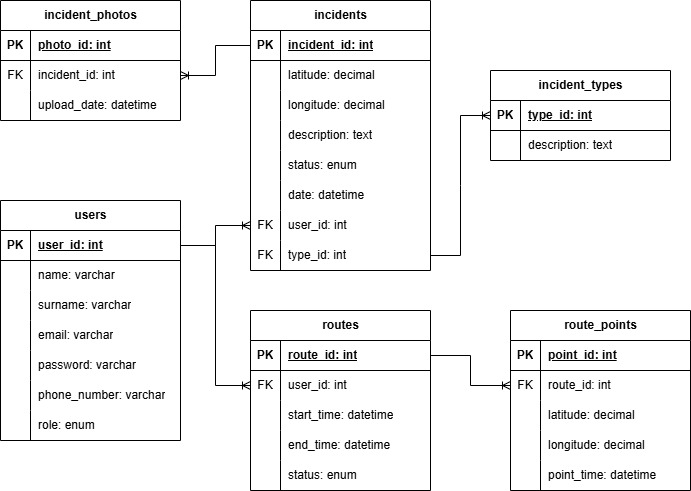 incident_photos
PK photo_id: int
FK incident_id: int
upload_date: datetime
incidents
PK incident_id: int
latitude: decimal
longitude: decimal
description: text
status: enum
date: datetime
FK user_id: int
FK type_id: int
incident_types
PK type_id: int
description: text
users
PK user_id: int
name: varchar
surname: varchar
email: varchar
password: varchar
phone_number: varchar
role: enum
routes
PK route_id: int
FK user_id: int
start_time: datetime
end_time: datetime
status: enum
route_points
PK point_id: int
FK route_id: int
latitude: decimal
longitude: decimal
point_time: datetime